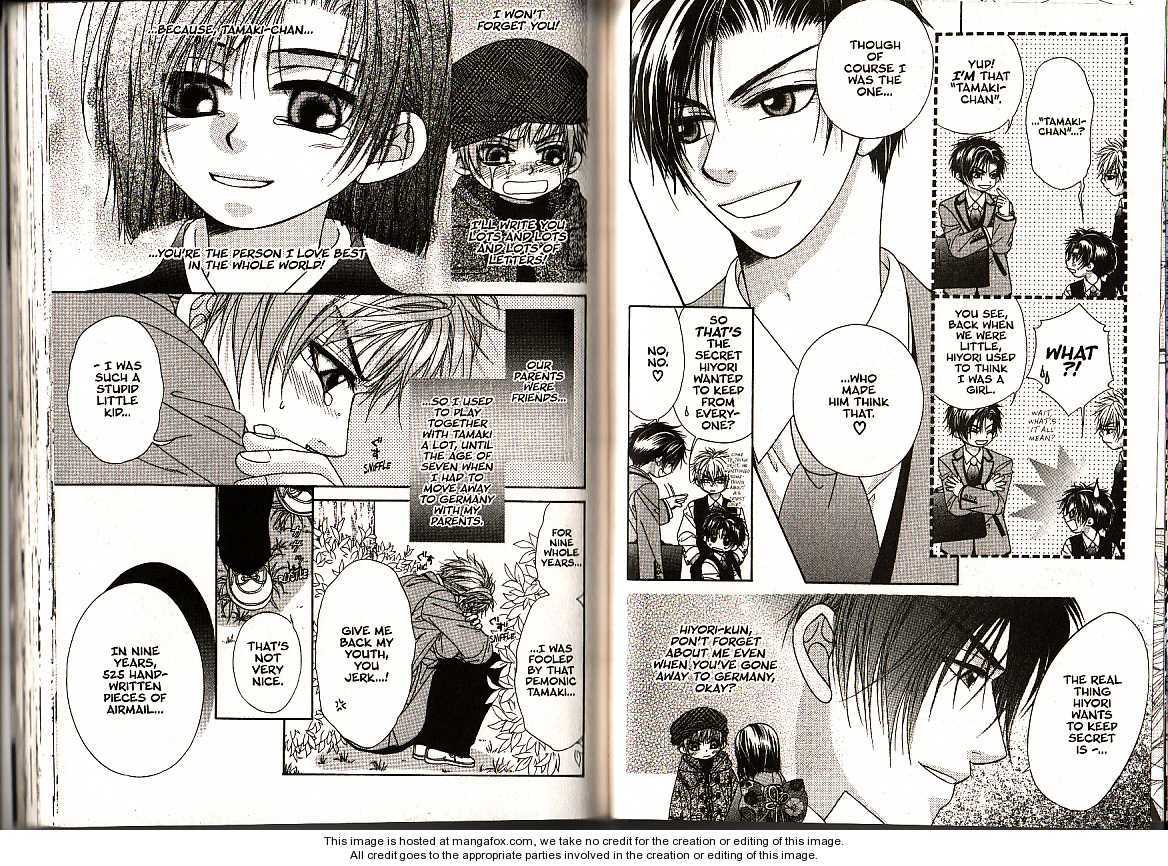 ..."TAMAKI-
CHAN"...?
YUP!
I'M THAT
"TAMAKI-
CHAN".
WHAT
?!
WAIT,
WHAT'S
IT ALL
MEAN?
YOU SEE,
BACK WHEN
WE WERE
LITTLE,
HIYORI USED
TO THINK
I WAS A
GIRL.
THOUGH
OF
COURSE I
WAS THE
ONE...
...WHO
MADE
HIM THINK
THAT.
♡
SO
THAT'S
THE
SECRET
HIYORI
WANTED
TO KEEP
FROM
EVERY-
ONE?
NO,
NO.
♡
THE REAL
THING
HIYORI
WANTS
TO KEEP
SECRET
IS -...
HIYORI-KUN,
DON'T FORGET
ABOUT ME EVEN
WHEN YOU'VE GONE
AWAY TO GERMANY,
OKAY?
I WON'T
FORGET YOU!
I'LL WRITE YOU
LOTS AND LOTS
AND LOTS OF
LETTERS!
...BECAUSE, TAMAKI-CHAN...
...YOU'RE THE PERSON I LOVE BEST
IN THE WHOLE WORLD!
OUR
PARENTS
WERE
FRIENDS...
...SO I USED
TO PLAY
TOGETHER
WITH TAMAKI
A LOT, UNTIL
THE AGE OF
SEVEN WHEN
I HAD TO
MOVE AWAY
TO GERMANY
WITH MY
PARENTS.
SNIFFLE
- I WAS
SUCH A
STUPID
LITTLE
KID...
FOR
NINE
WHOLE
YEARS...
...I WAS
FOOLED
BY THAT
DEMONIC
TAMAKI...
SNIFFLE
GIVE ME
BACK MY
YOUTH,
YOU
JERK...!
THAT'S
NOT
VERY
NICE.
IN NINE
YEARS,
525 HAND-
WRITTEN
PIECES OF
AIRMAIL...
This image is hosted at mangafox.com, we take no credit for the creation or editing of this image.
All credit goes to the appropriate parties involved in the creation or editing of this image.